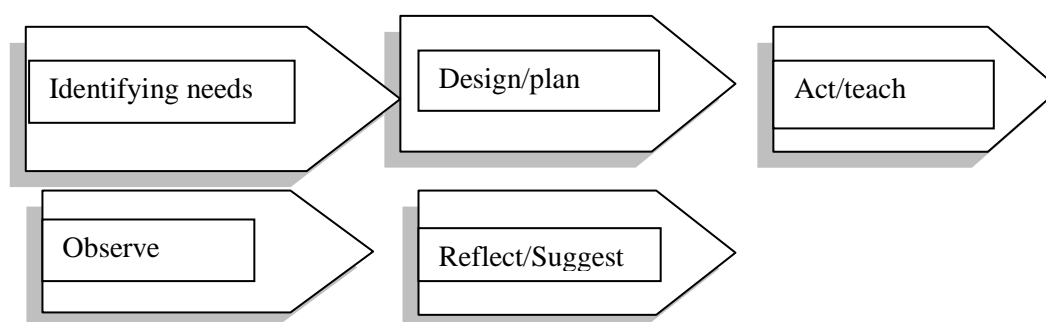 Identifying needs
Design/plan
Act/teach
Observe
Reflect/Suggest